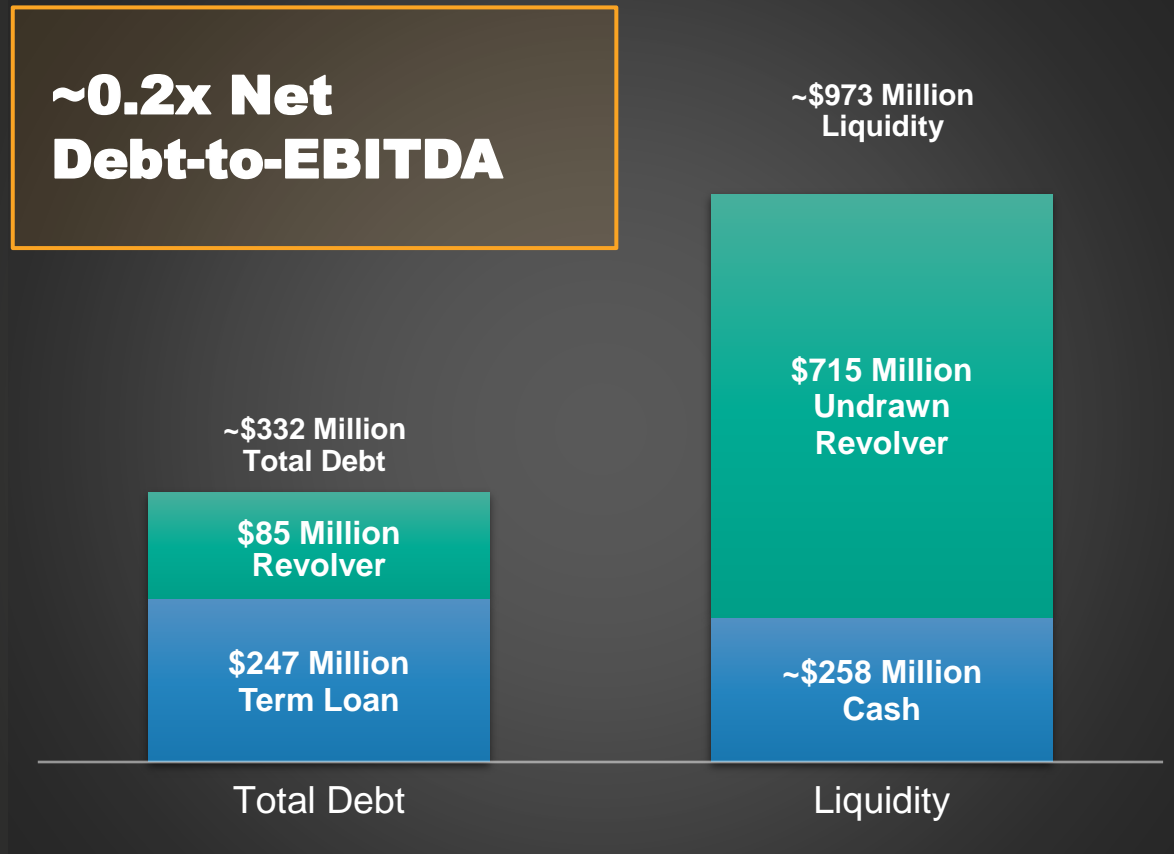 ~0.2x Net
Debt-to-EBITDA
~$973 Million
Liquidity
$715 Million
Undrawn
Revolver
~$332 Million
Total Debt
$85 Million
Revolver
$247 Million
Term Loan
~$258 Million
Cash
Total Debt
Liquidity